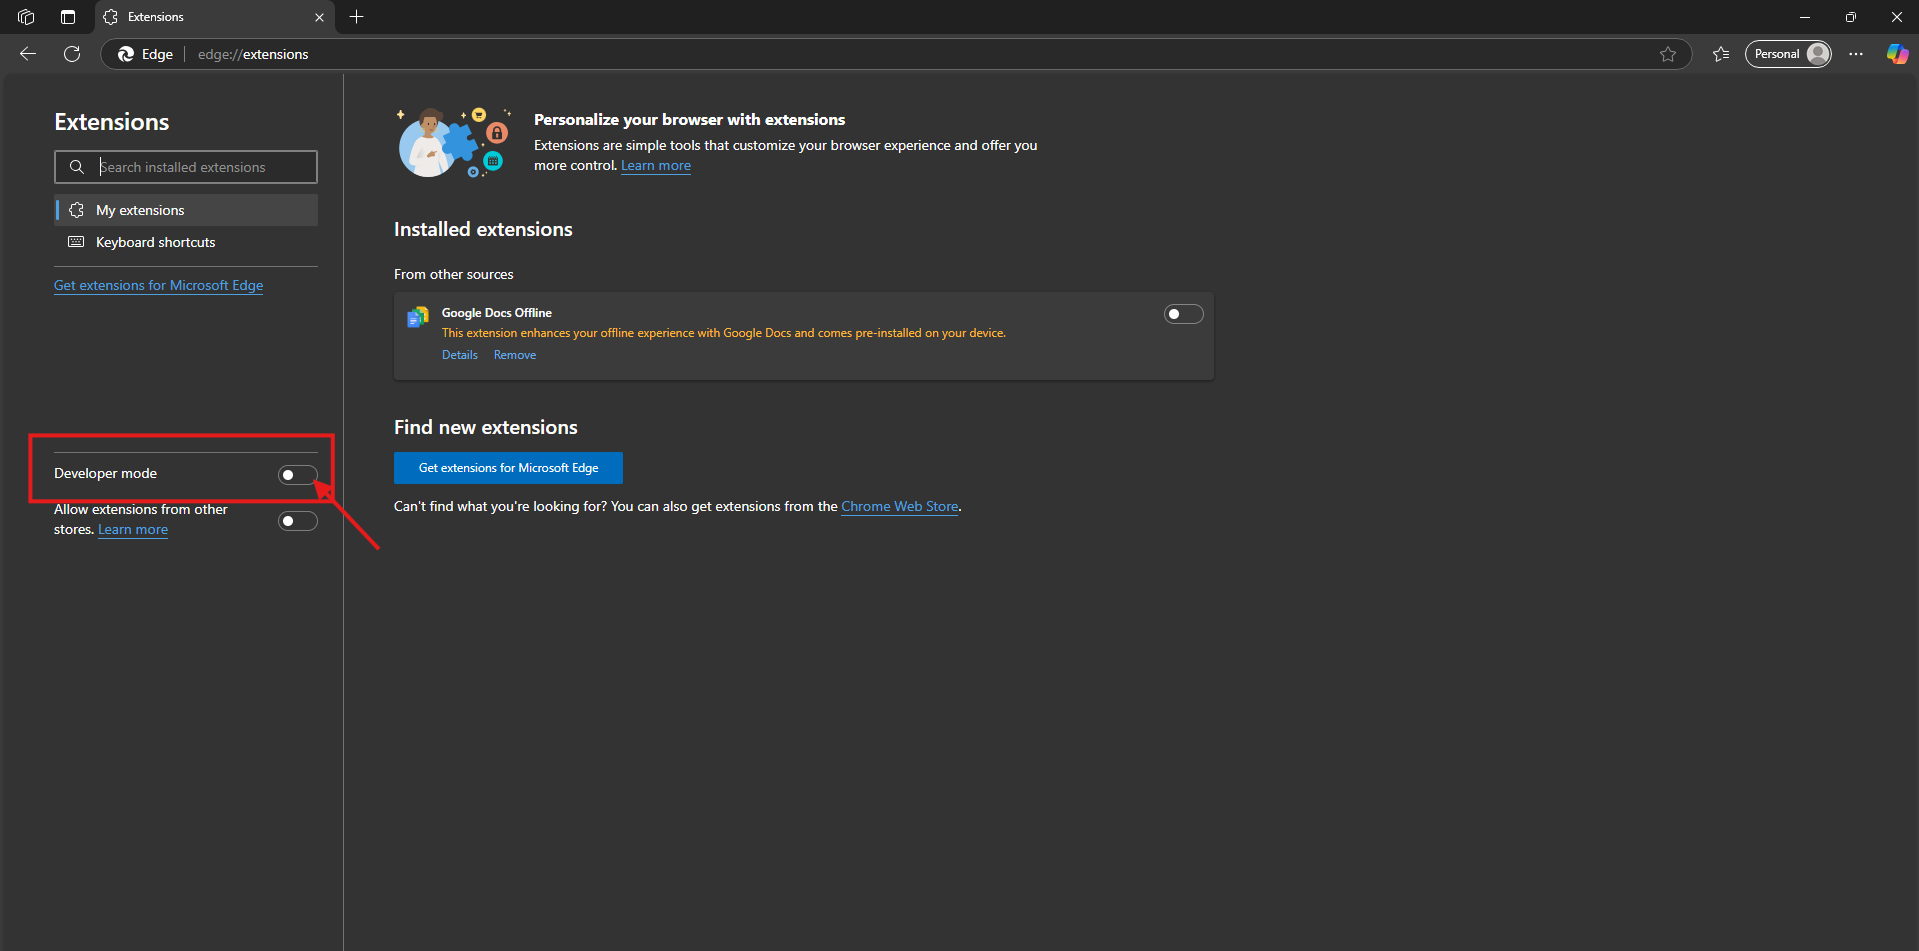 Extensions
Edge
edge://extensions
Personal
Extensions
Search installed extensions
My extensions
Keyboard shortcuts
Get extensions for Microsoft Edge
Developer mode
Allow extensions from other
stores. Learn more
Personalize your browser with extensions
Extensions are simple tools that customize your browser experience and offer you
more control. Learn more
Installed extensions
From other sources
Google Docs Offline
This extension enhances your offline experience with Google Docs and comes pre-installed on your device.
Details Remove
Find new extensions
Get extensions for Microsoft Edge
Can't find what you're looking for? You can also get extensions from the Chrome Web Store.